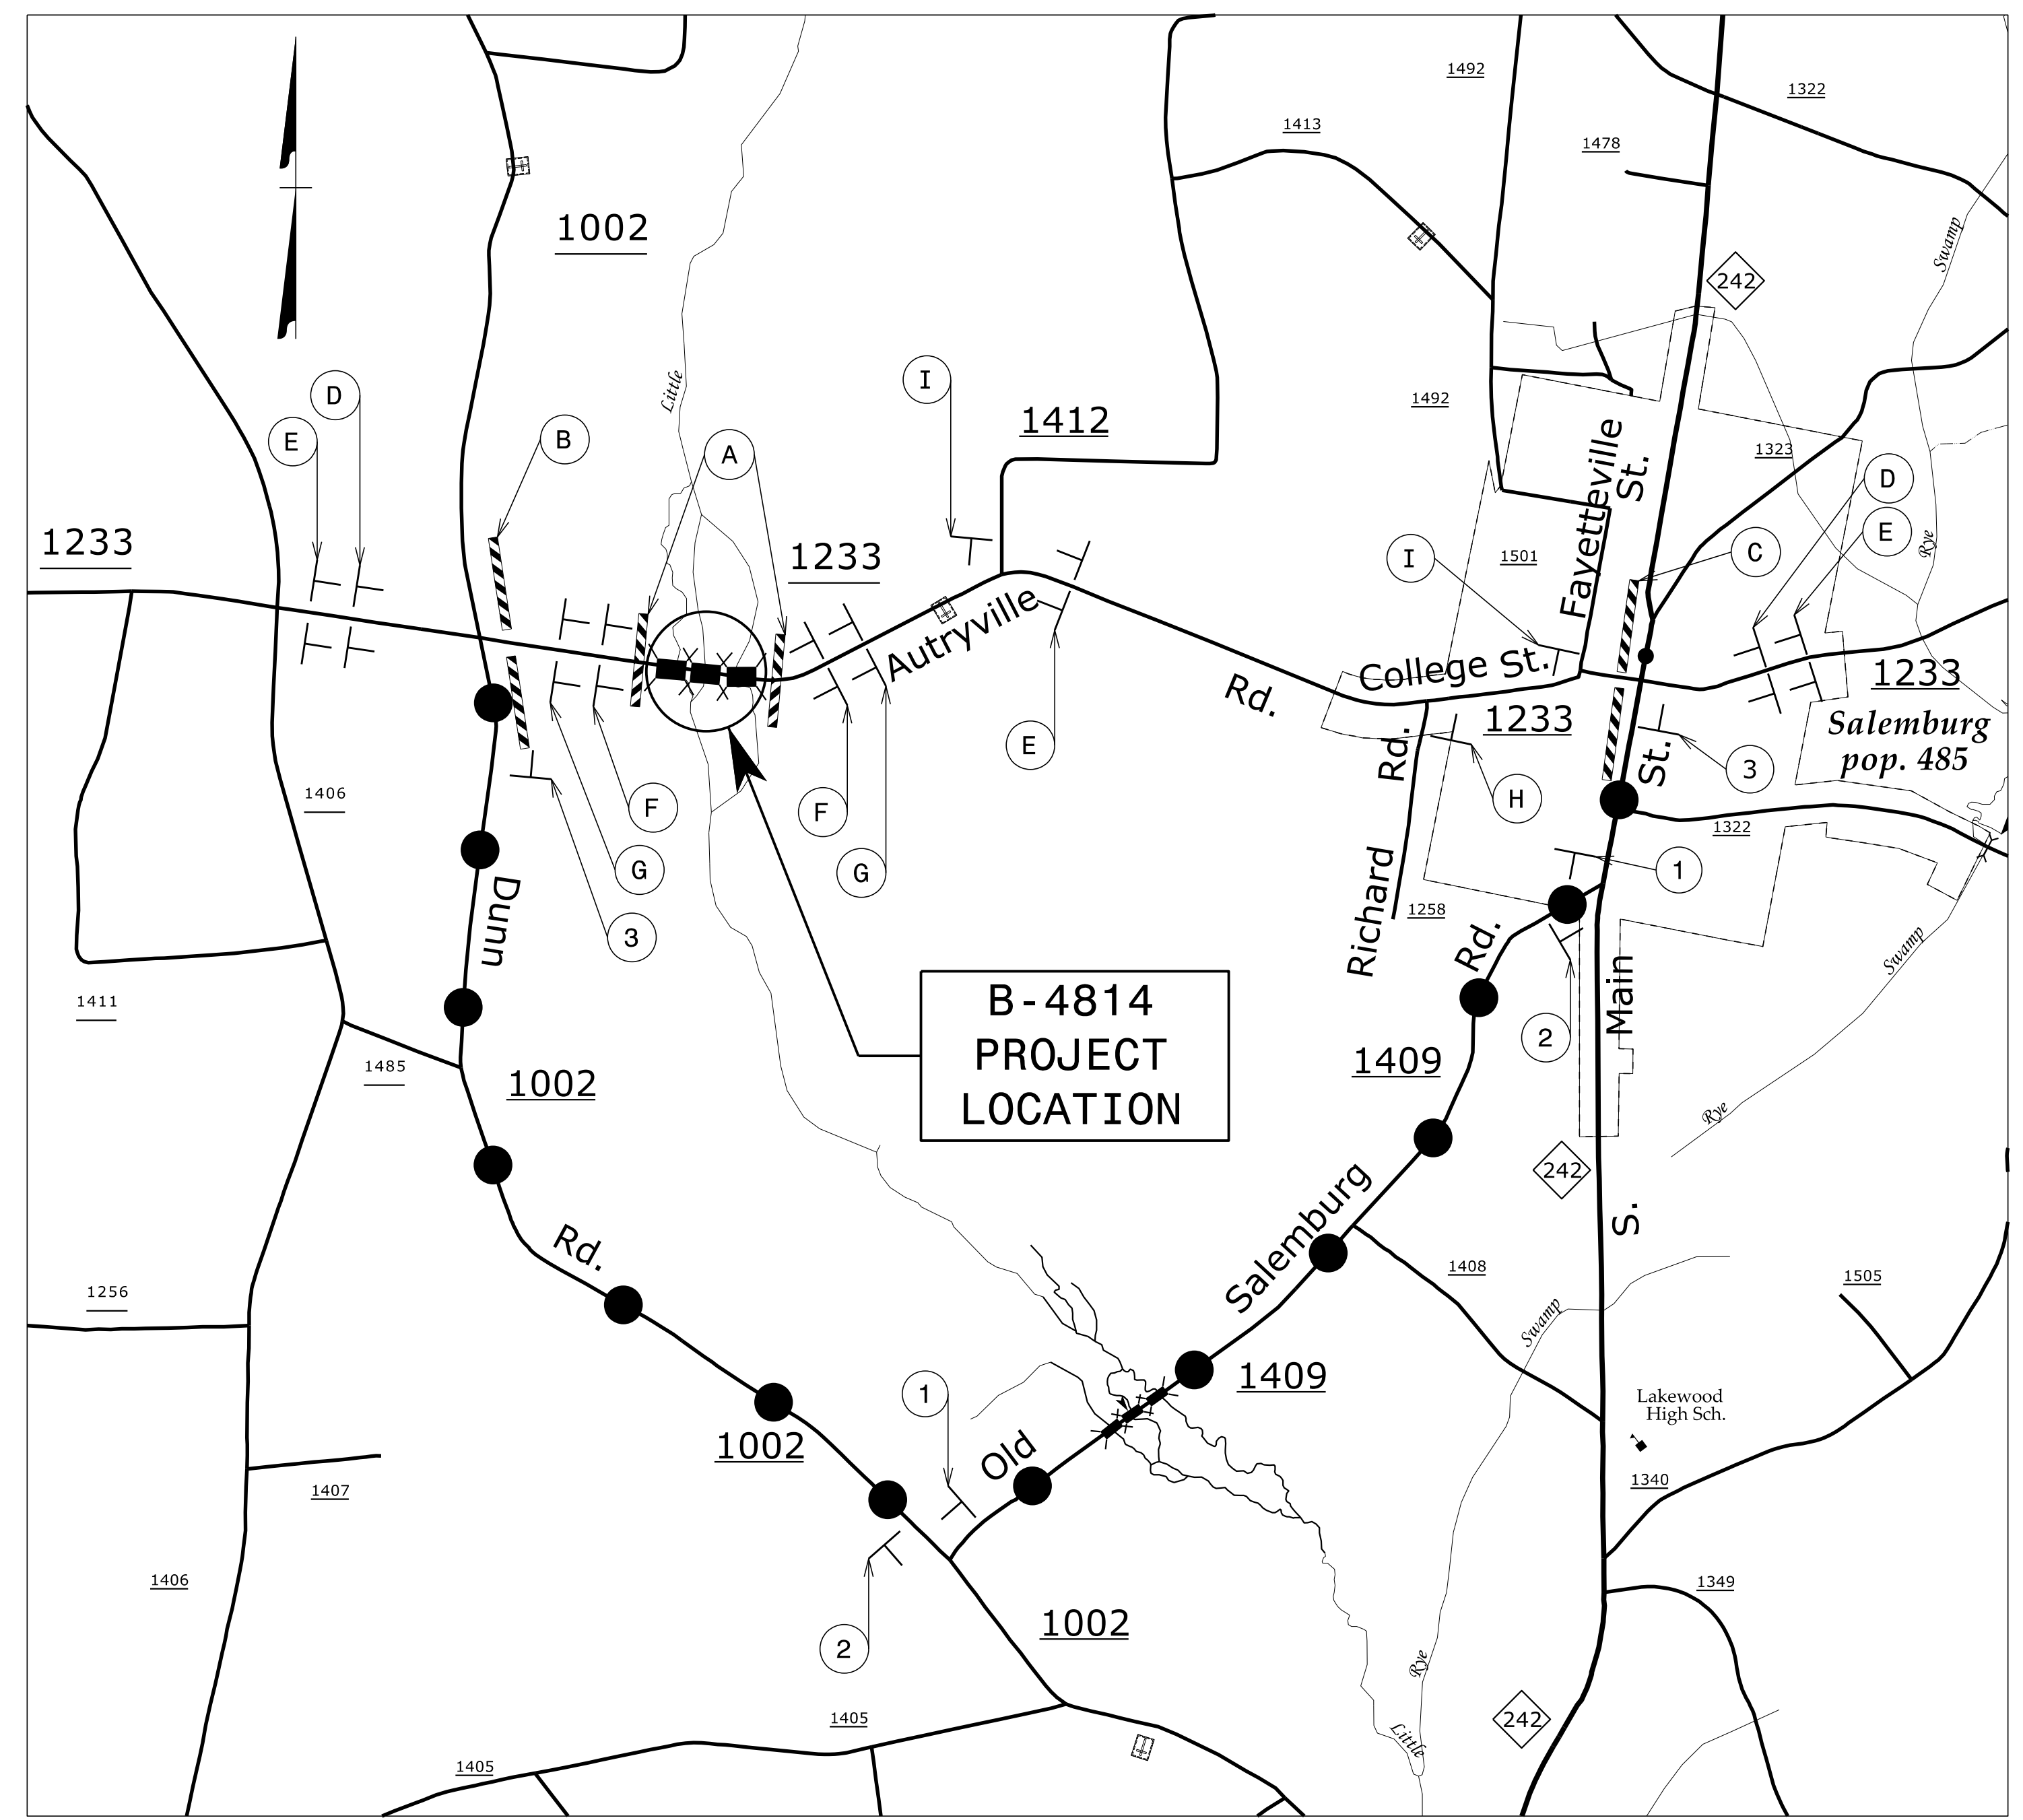 1492
1322
1413
1478
1002
242
Swamp
D
I
Little
1492
1412
E
B
A
Fayetteville
St.
1323
D
1233
1233
I
1501
C
E
Rye
Autryville
Rd.
College St.
1233
1233
Salemburg
pop. 485
E
Rd.
St.
3
1406
F
F
H
G
G
1322
1
Dunn
3
Richard
1258
Rd.
Swamp
Main
B-4814
PROJECT
LOCATION
1411
2
1485
1002
1409
Rye
242
Salemburg
S.
Rd.
1256
1408
1505
Swamp
1
1409
Lakewood
High Sch.
1002
Old
1407
1340
1406
2
1002
1349
Rye
1405
242
Little
1405